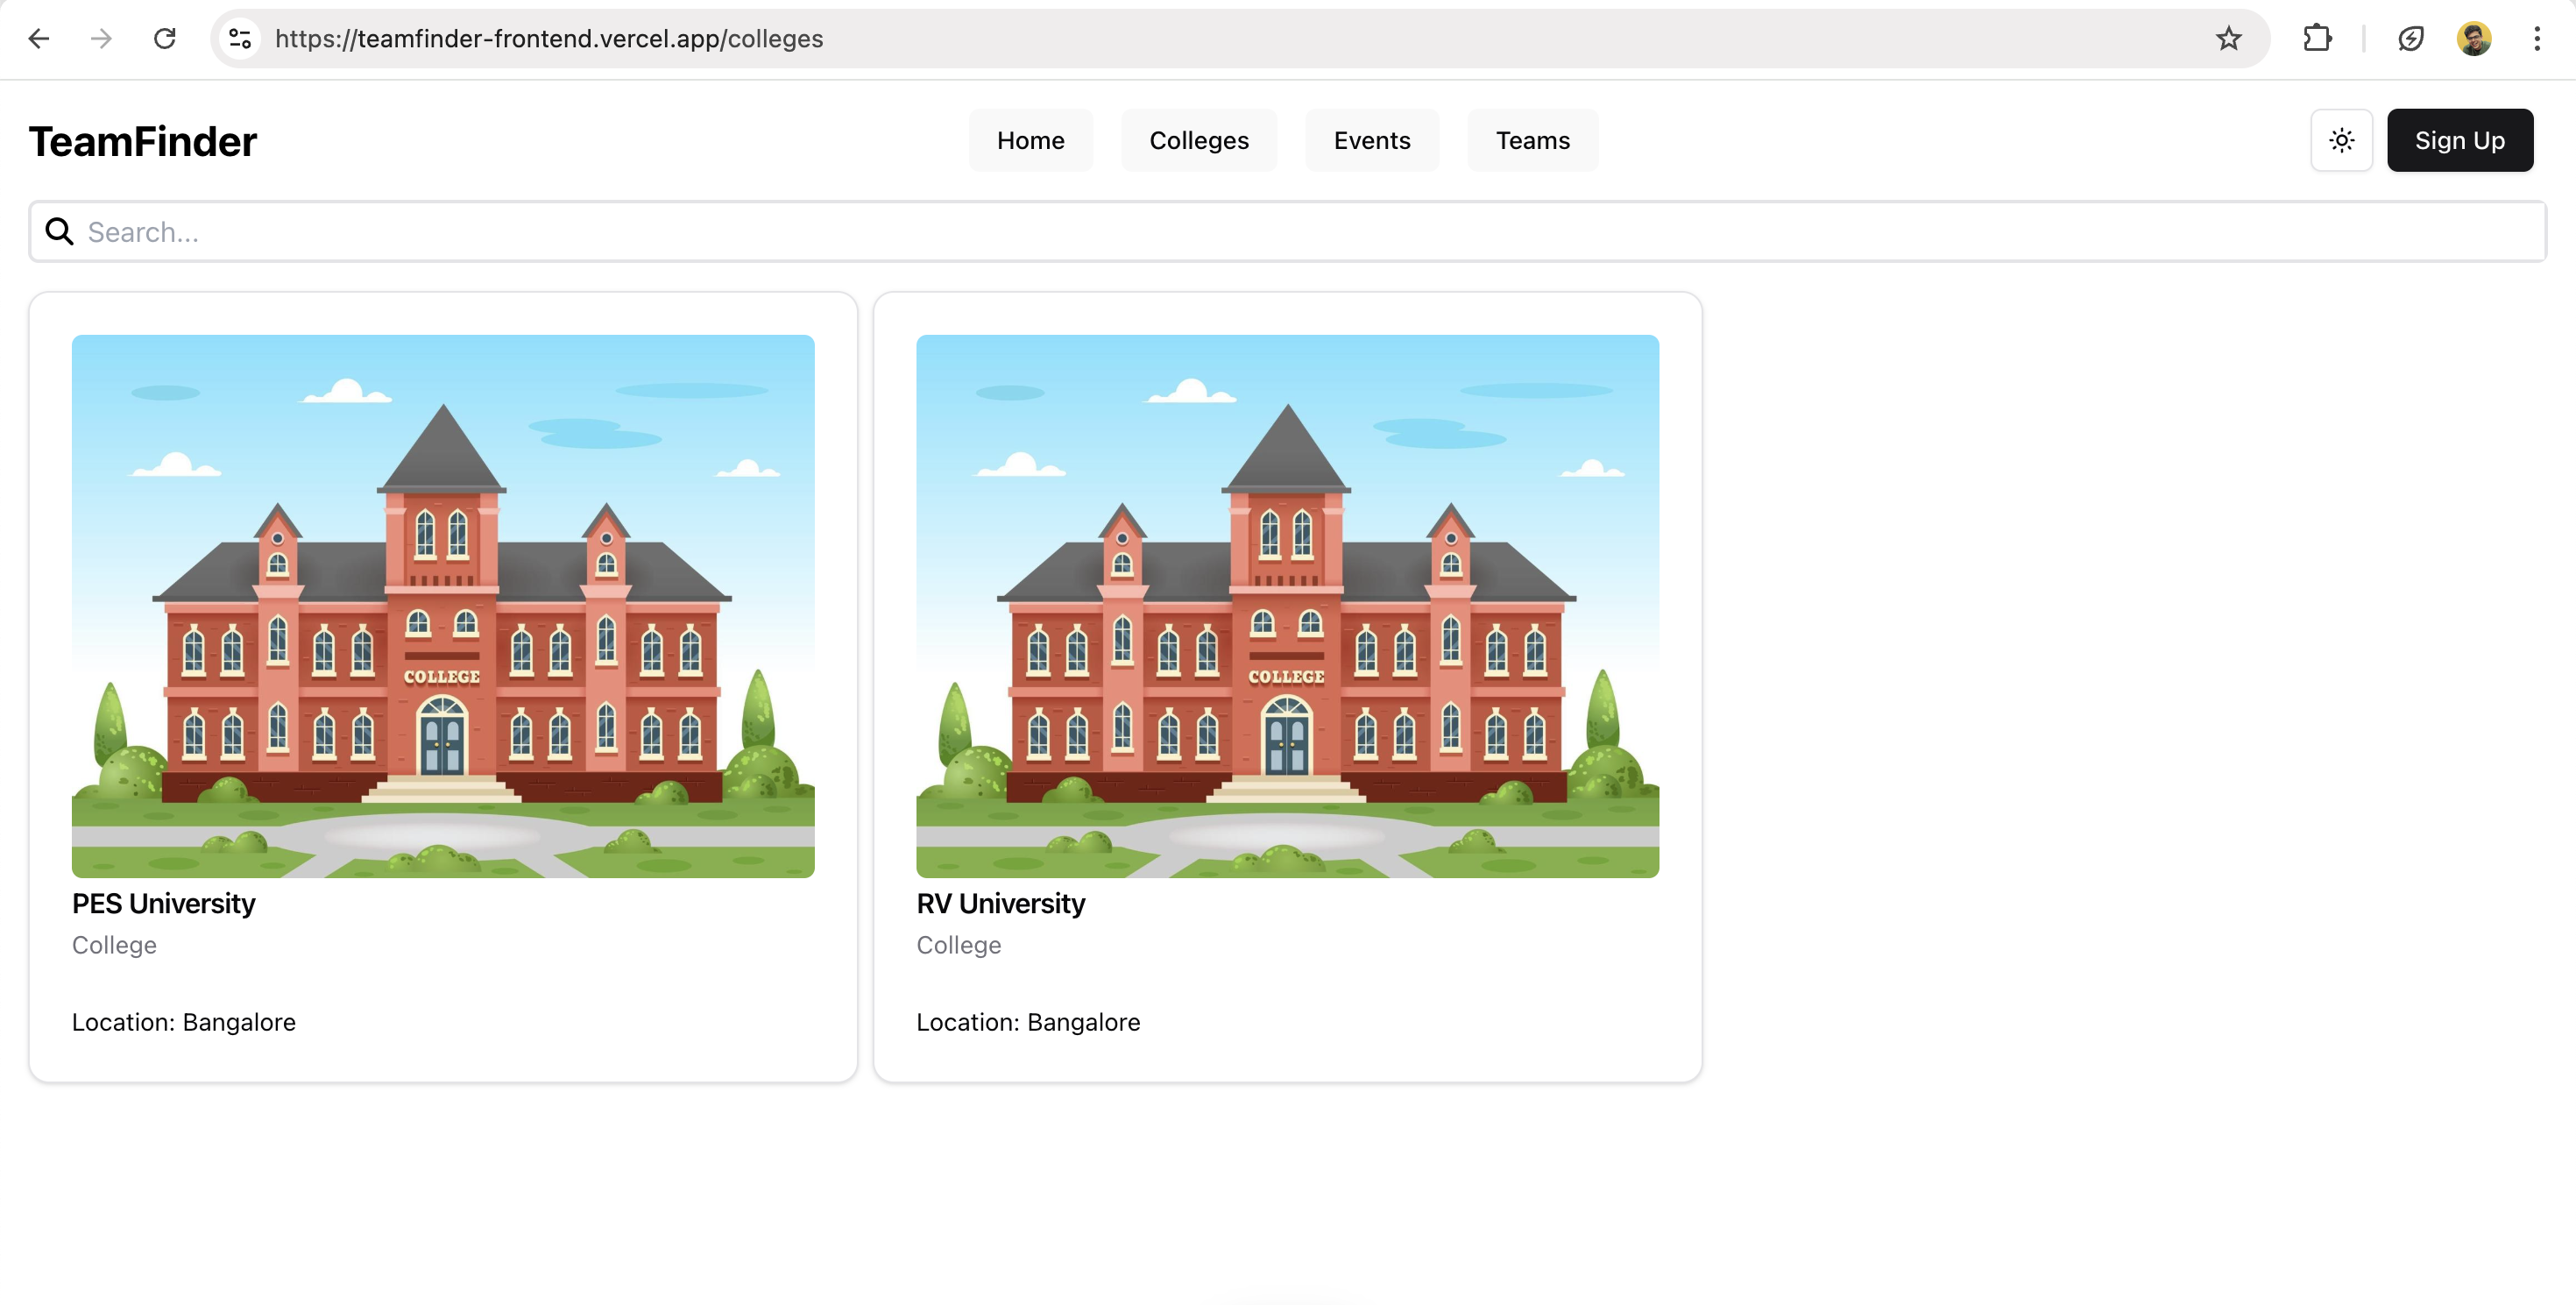 https://teamfinder-frontend.vercel.app/colleges
TeamFinder
Home Colleges Events Teams
Sign Up
Search...
COLLEGE COLLEGE
PES University
College
Location: Bangalore
RV University
College
Location: Bangalore